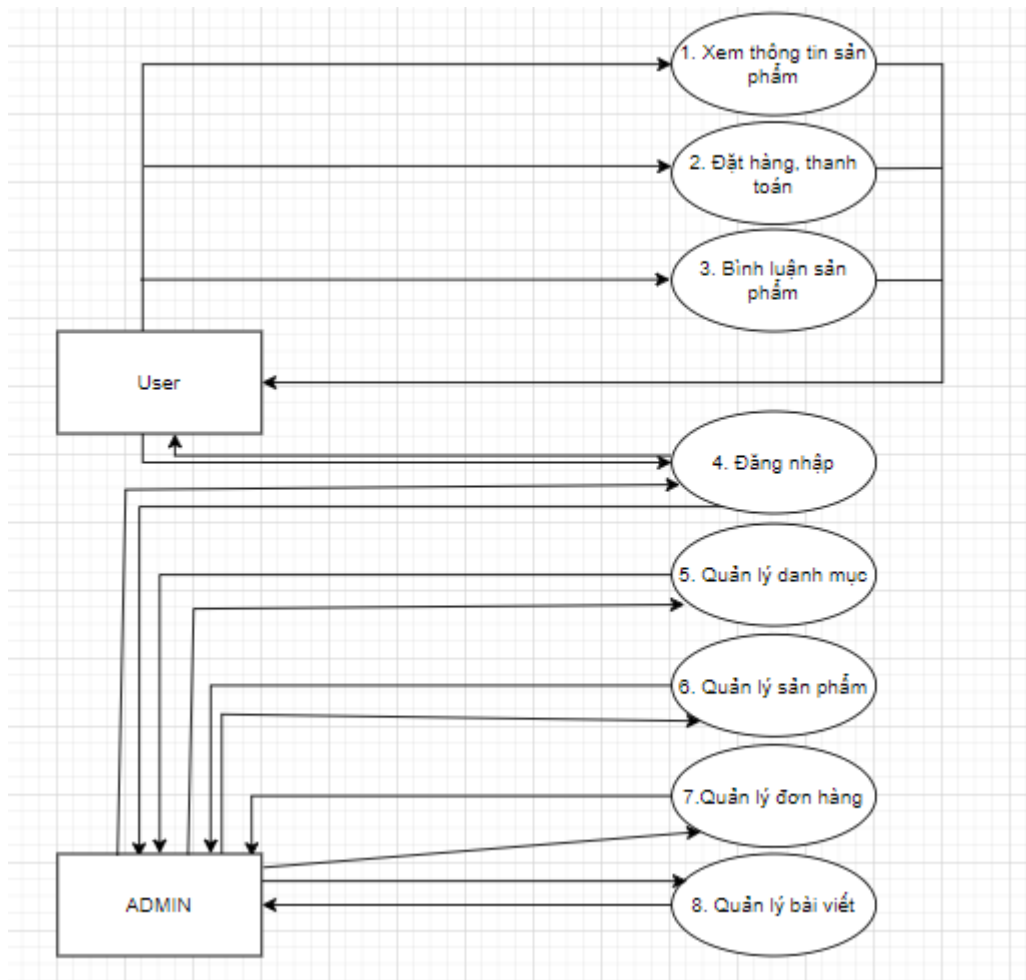 1. Xem thông tin sản
phẩm
2. Đặt hàng, thanh
toán
3. Bình luận sản
phẩm
User
4. Đăng nhập
5. Quản lý danh mục
6. Quản lý sản phẩm
7.Quản lý đơn hàng
ADMIN
8. Quản lý bài viết